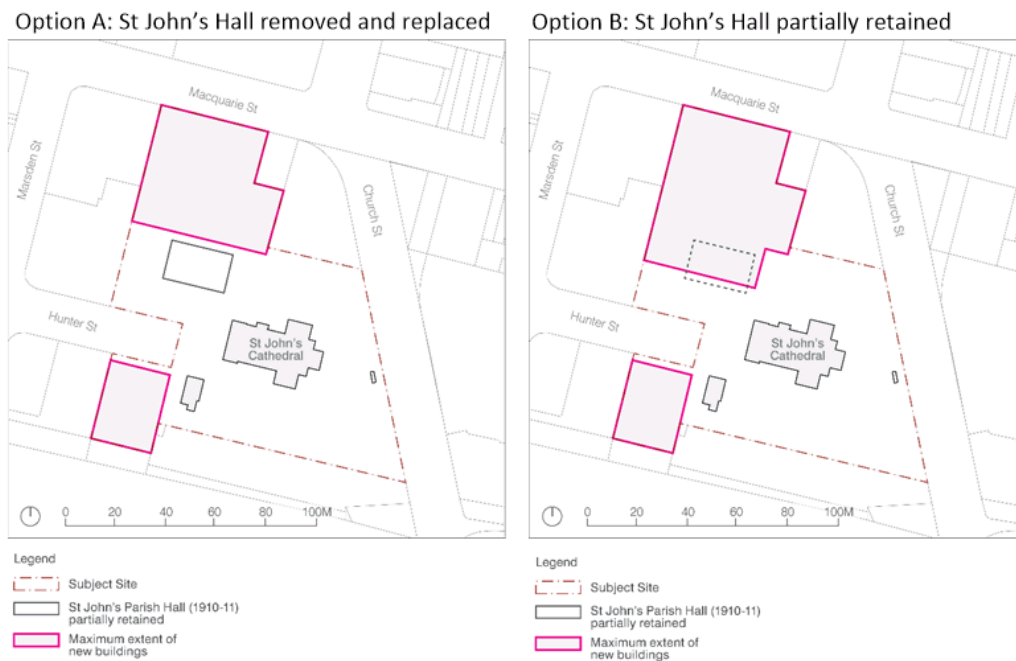 Option A: St John's Hall removed and replaced
Macquarie St
Marsden St
Church St
Hunter St
St John's
Cathedral
0 20 40 60 80 100M
Legend
Subject Site
St John's Parish Hall (1910-11)
partially retained
Maximum extent of
new buildings
Option B: St John's Hall partially retained
Macquarie St
Marsden St
Church St
Hunter St
St John's
Cathedral
0 20 40 60 80 100M
Legend
Subject Site
St John's Parish Hall (1910-11)
partially retained
Maximum extent of
new buildings